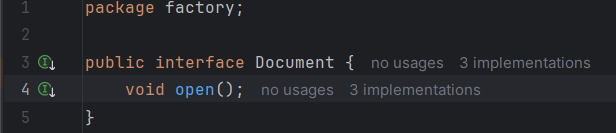 1 package factory;
2
3 public interface Document { no usages 3 implementations
4 void open(); no usages 3 implementations
5 }